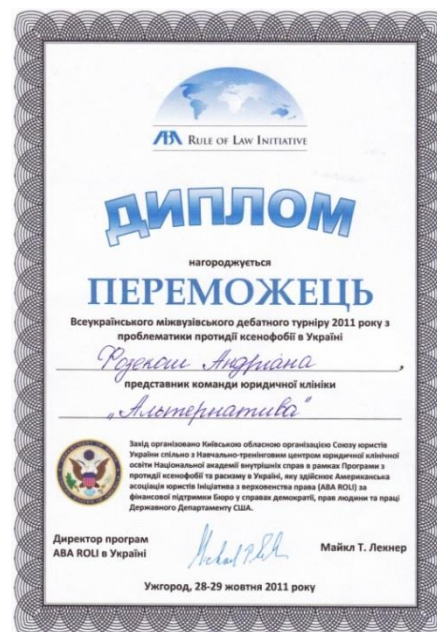 ABA RULE OF LAW INITIATIVE
ДИПЛОМ
нагороджується
ПЕРЕМОЖЕЦЬ
Всеукраїнського міжвузівського дебатного турніру 2011 року з
проблематики протидії ксенофобії в Україні
Розекош Андріана,
представник команди юридичної клініки
„Альтернатива"
Захід організовано Київською обласною організацією Союзу юристів
України спільно з Навчально-тренінговим центром юридичної клінічної
освіти Національної академії внутрішніх справ в рамках Програми з
протидії ксенофобії та расизму в Україні, яку здійснює Американська
асоціація юристів Ініціатива з верховенства права (ABA ROLI) за
фінансової підтримки Бюро у справах демократії, прав людини та праці
Державного Департаменту США.
Директор програм
ABA ROLI в Україні
Майкл Т. Лекнер
Ужгород, 28-29 жовтня 2011 року